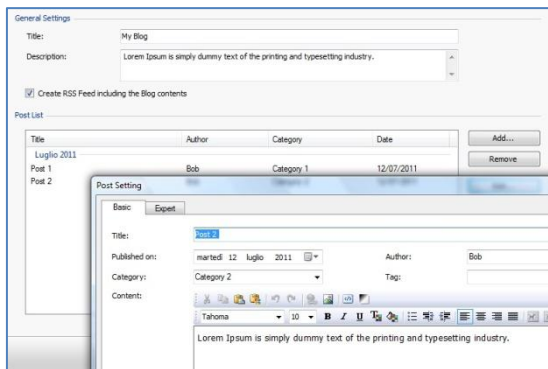 General Settings
Title: My Blog
Description: Lorem Ipsum is simply dummy text of the printing and typesetting industry.
Create RSS Feed including the Blog contents
Post List
Title Author Category Date Add...
Luglio 2011
Post 1 Bob Category 1 12/07/2011 Remove
Post 2
Post Setting
Basic Expert
Title: Post 2
Published on: martedì 12 luglio 2011 Author: Bob
Category: Category 2 Tag:
Content:
Tahoma 10 B I U T
Lorem Ipsum is simply dummy text of the printing and typesetting industry.